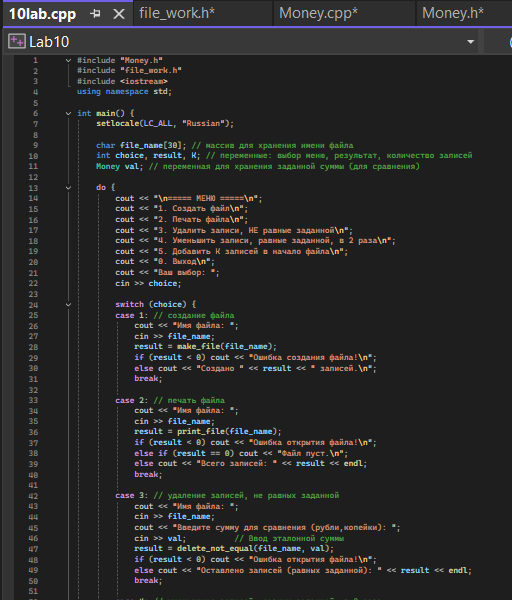 10lab.cpp file_work.h* Money.cpp* Money.h*
Lab10
1 #include "Money.h"
2 #include "file_work.h"
3 #include <iostream>
4 using namespace std;
5
6 int main() {
7 setlocale(LC_ALL, "Russian");
8
9 char file_name[30]; // массив для хранения имени файла
10 int choice, result, K; // переменные: выбор меню, результат, количество записей
11 Money val; // переменная для хранения заданной суммы (для сравнения)
12
13 do {
14 cout << "\n===== МЕНЮ =====\n";
15 cout << "1. Создать файл\n";
16 cout << "2. Печать файла\n";
17 cout << "3. Удалить записи, НЕ равные заданной\n";
18 cout << "4. Уменьшить записи, равные заданной, в 2 раза\n";
19 cout << "5. Добавить К записей в начало файла\n";
20 cout << "0. Выход\n";
21 cout << "Ваш выбор: ";
22 cin >> choice;
23
24 switch (choice) {
25 case 1: // создание файла
26 cout << "Имя файла: ";
27 cin >> file_name;
28 result = make_file(file_name);
29 if (result < 0) cout << "Ошибка создания файла!\n";
30 else cout << "Создано " << result << " записей.\n";
31 break;
32
33 case 2: // печать файла
34 cout << "Имя файла: ";
35 cin >> file_name;
36 result = print_file(file_name);
37 if (result < 0) cout << "Ошибка открытия файла!\n";
38 else if (result == 0) cout << "Файл пуст.\n";
39 else cout << "Всего записей: " << result << endl;
40 break;
41
42 case 3: // удаление записей, не равных заданной
43 cout << "Имя файла: ";
44 cin >> file_name;
45 cout << "Введите сумму для сравнения (рубли,копейки): ";
46 cin >> val; // Ввод эталонной суммы
47 result = delete_not_equal(file_name, val);
48 if (result < 0) cout << "Ошибка открытия файла!\n";
49 else cout << "Оставлено записей (равных заданной): " << result << endl;
50 break;
51